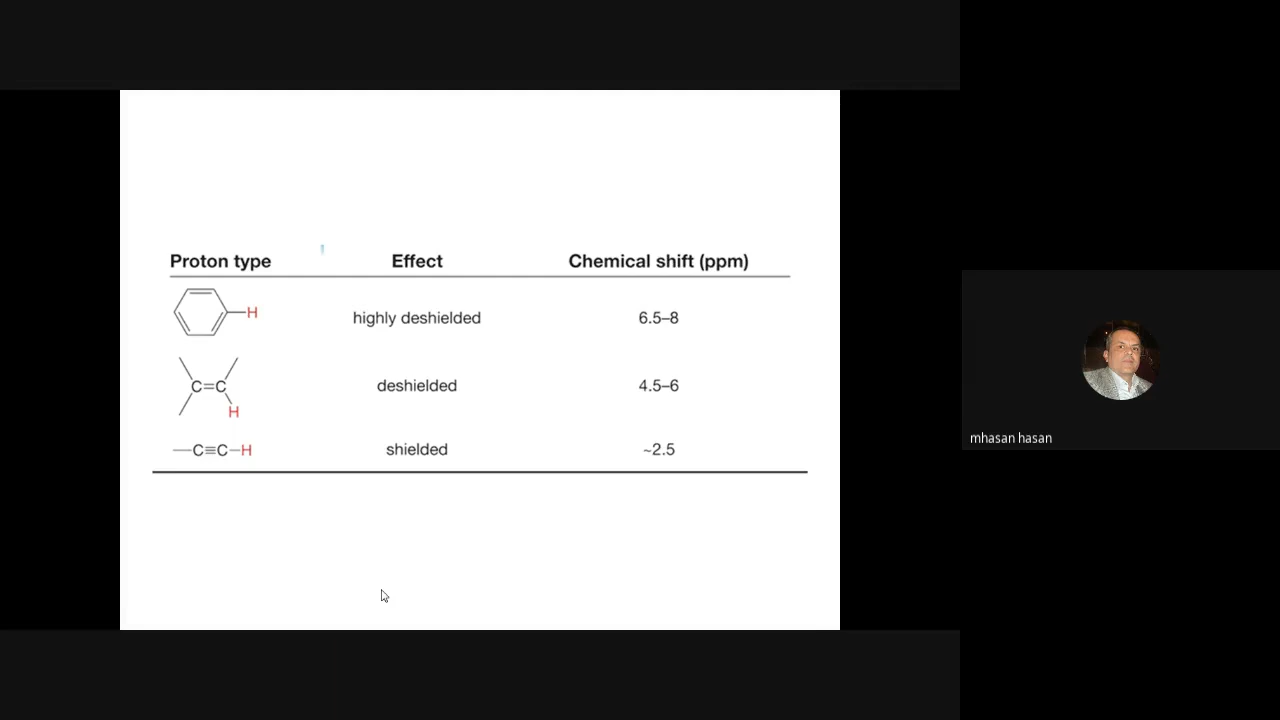 Proton type Effect Chemical shift (ppm)
H highly deshielded 6.5–8
C=C H deshielded 4.5–6
—C≡C—H shielded ~2.5
mhasan hasan